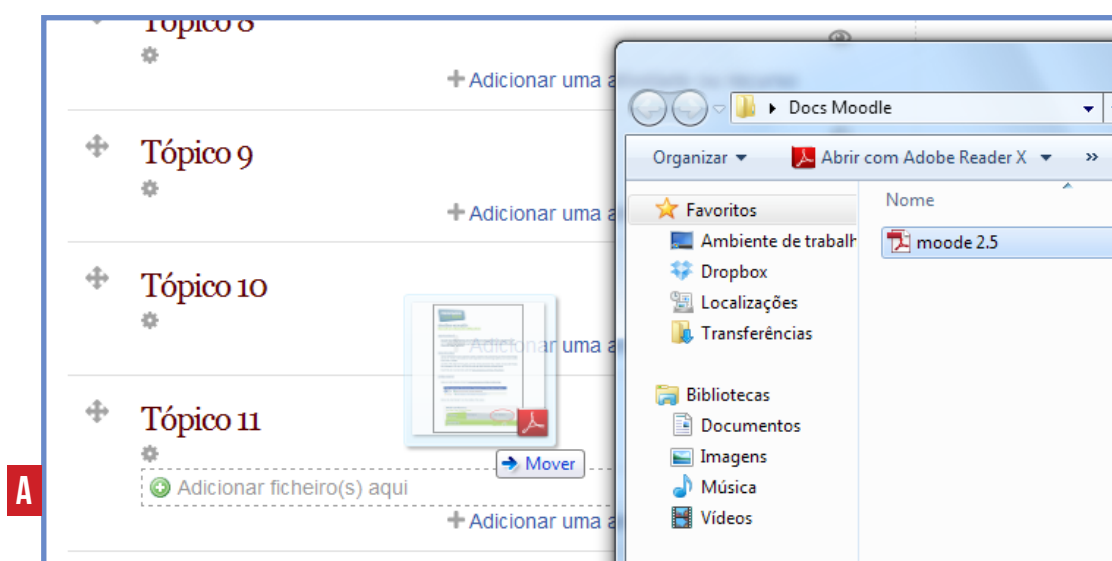 Tópico 8
Adicionar uma
Tópico 9
Adicionar uma a
Tópico 10
Adicionar uma a
Tópico 11
Mover
A
Adicionar ficheiro(s) aqui
Adicionar uma a
Docs Moodle
Organizar
Abrir com Adobe Reader X
»
Favoritos
Ambiente de trabalh
Dropbox
Localizações
Transferências
Bibliotecas
Documentos
Imagens
Música
Vídeos
Nome
moode 2.5